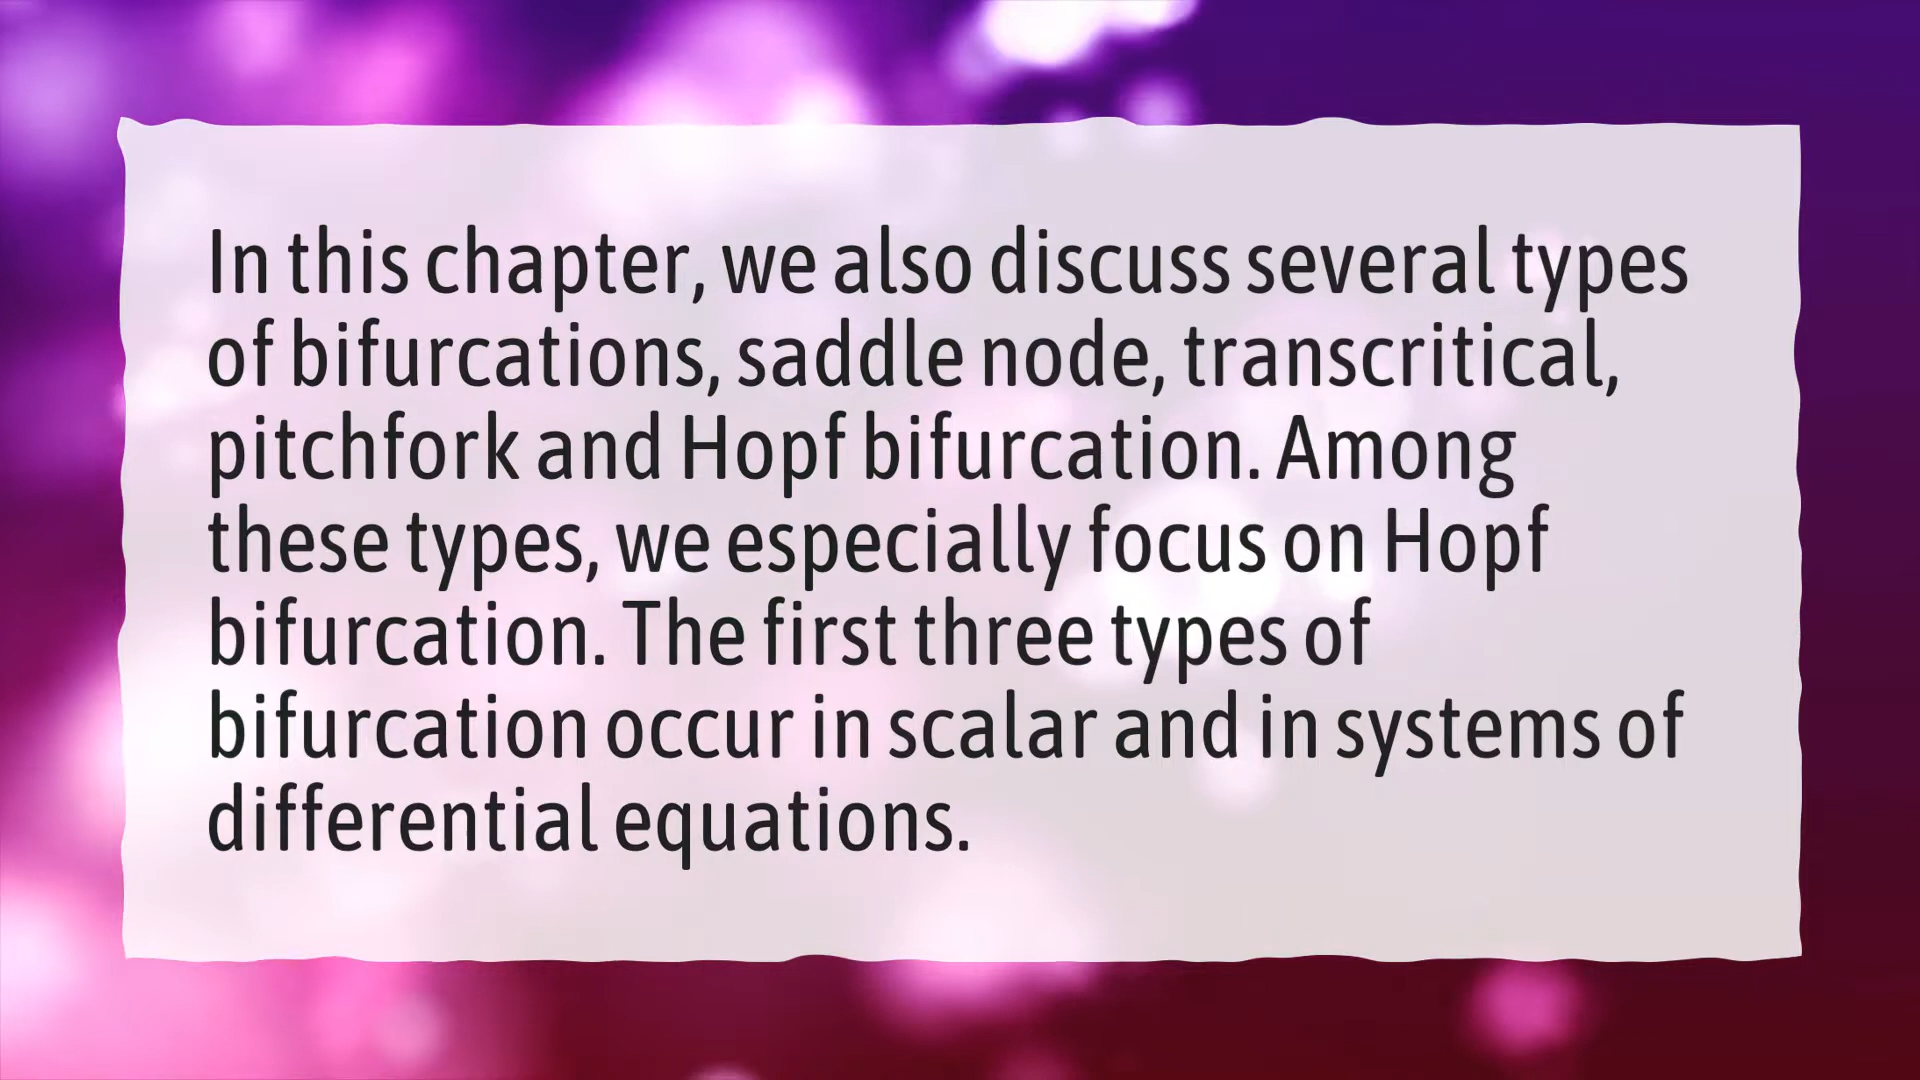 In this chapter, we also discuss several types
of bifurcations, saddle node, transcritical,
pitchfork and Hopf bifurcation. Among
these types, we especially focus on Hopf
bifurcation. The first three types of
bifurcation occur in scalar and in systems of
differential equations.